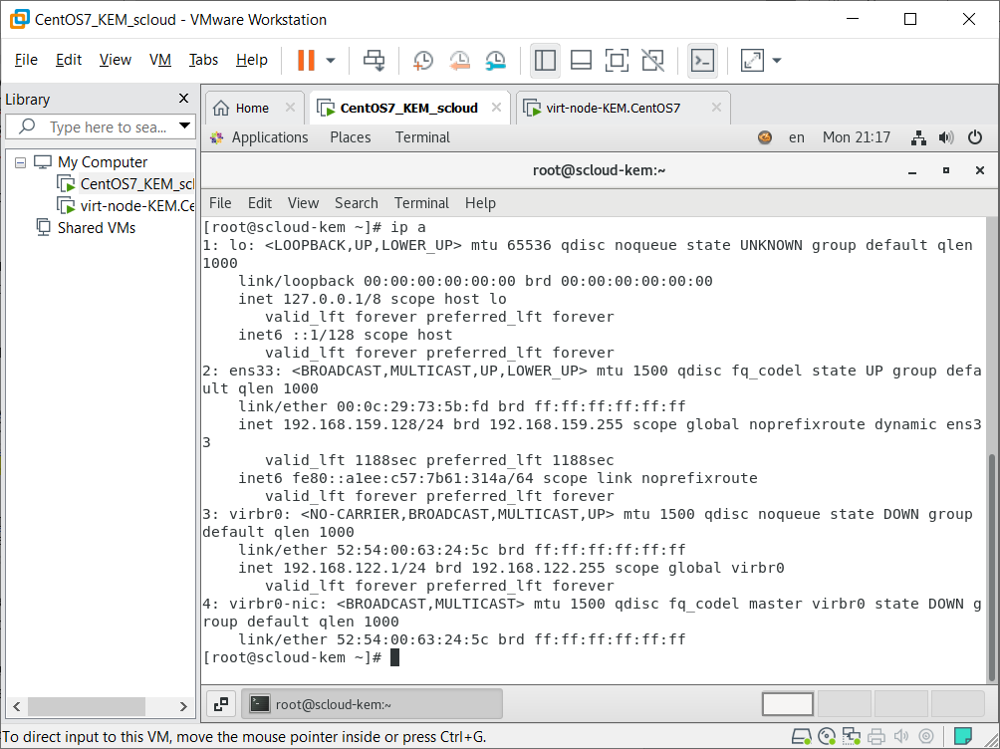 CentOS7_KEM_scloud - VMware Workstation
File Edit View VM Tabs Help
Library
Type here to sea...
My Computer
CentOS7_KEM_scl
virt-node-KEM.Ce
Shared VMs
Home
CentOS7_KEM_scloud
virt-node-KEM.CentOS7
Applications Places Terminal en Mon 21:17
root@scloud-kem:~
File Edit View Search Terminal Help
[root@scloud-kem ~]# ip a
1: lo: <LOOPBACK,UP,LOWER_UP> mtu 65536 qdisc noqueue state UNKNOWN group default qlen
1000
link/loopback 00:00:00:00:00:00 brd 00:00:00:00:00:00
inet 127.0.0.1/8 scope host lo
valid_lft forever preferred_lft forever
inet6 ::1/128 scope host
valid_lft forever preferred_lft forever
2: ens33: <BROADCAST,MULTICAST,UP,LOWER_UP> mtu 1500 qdisc fq_codel state UP group defa
ult qlen 1000
link/ether 00:0c:29:73:5b:fd brd ff:ff:ff:ff:ff:ff
inet 192.168.159.128/24 brd 192.168.159.255 scope global noprefixroute dynamic ens3
3
valid_lft 1188sec preferred_lft 1188sec
inet6 fe80::a1ee:c57:7b61:314a/64 scope link noprefixroute
valid_lft forever preferred_lft forever
3: virbr0: <NO-CARRIER,BROADCAST,MULTICAST,UP> mtu 1500 qdisc noqueue state DOWN group
default qlen 1000
link/ether 52:54:00:63:24:5c brd ff:ff:ff:ff:ff:ff
inet 192.168.122.1/24 brd 192.168.122.255 scope global virbr0
valid_lft forever preferred_lft forever
4: virbr0-nic: <BROADCAST,MULTICAST> mtu 1500 qdisc fq_codel master virbr0 state DOWN g
roup default qlen 1000
link/ether 52:54:00:63:24:5c brd ff:ff:ff:ff:ff:ff
[root@scloud-kem ~]#
root@scloud-kem:~
To direct input to this VM, move the mouse pointer inside or press Ctrl+G.